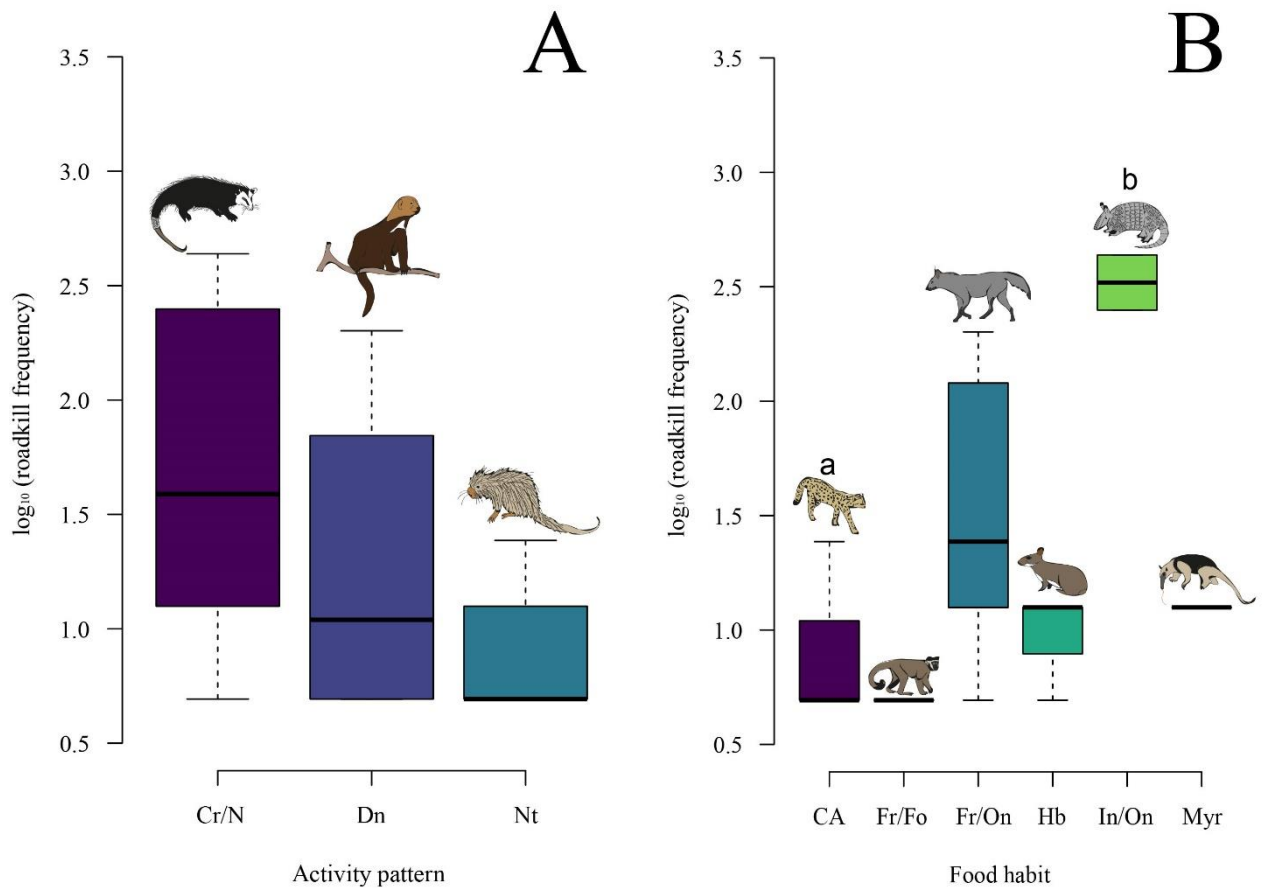 A
3.5
3.0
2.5
2.0
1.5
1.0
0.5
log₁₀ (roadkill frequency)
Cr/N Dn Nt
Activity pattern
B
3.5
3.0
2.5
2.0
1.5
1.0
0.5
log₁₀ (roadkill frequency)
a
b
CA Fr/Fo Fr/On Hb In/On Myr
Food habit